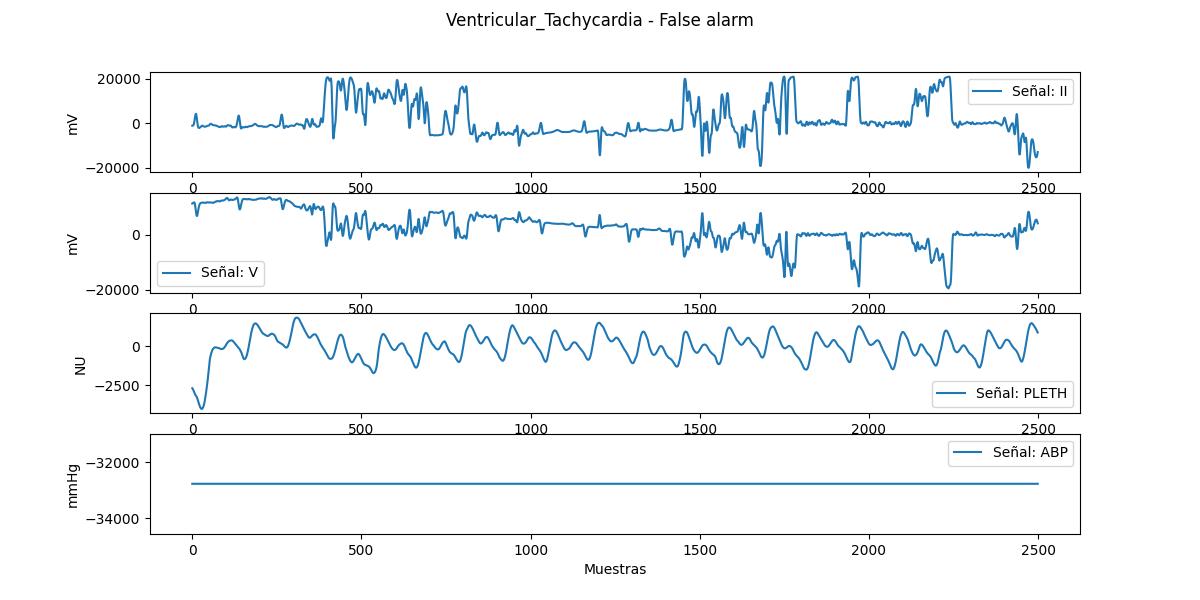 Ventricular_Tachycardia - False alarm
20000
0
−20000
mV
Señal: II
0 500 1000 1500 2000 2500
0
−20000
mV
Señal: V
0 500 1000 1500 2000 2500
0
−2500
NU
Señal: PLETH
0 500 1000 1500 2000 2500
−32000
−34000
mmHg
Señal: ABP
0 500 1000 1500 2000 2500
Muestras